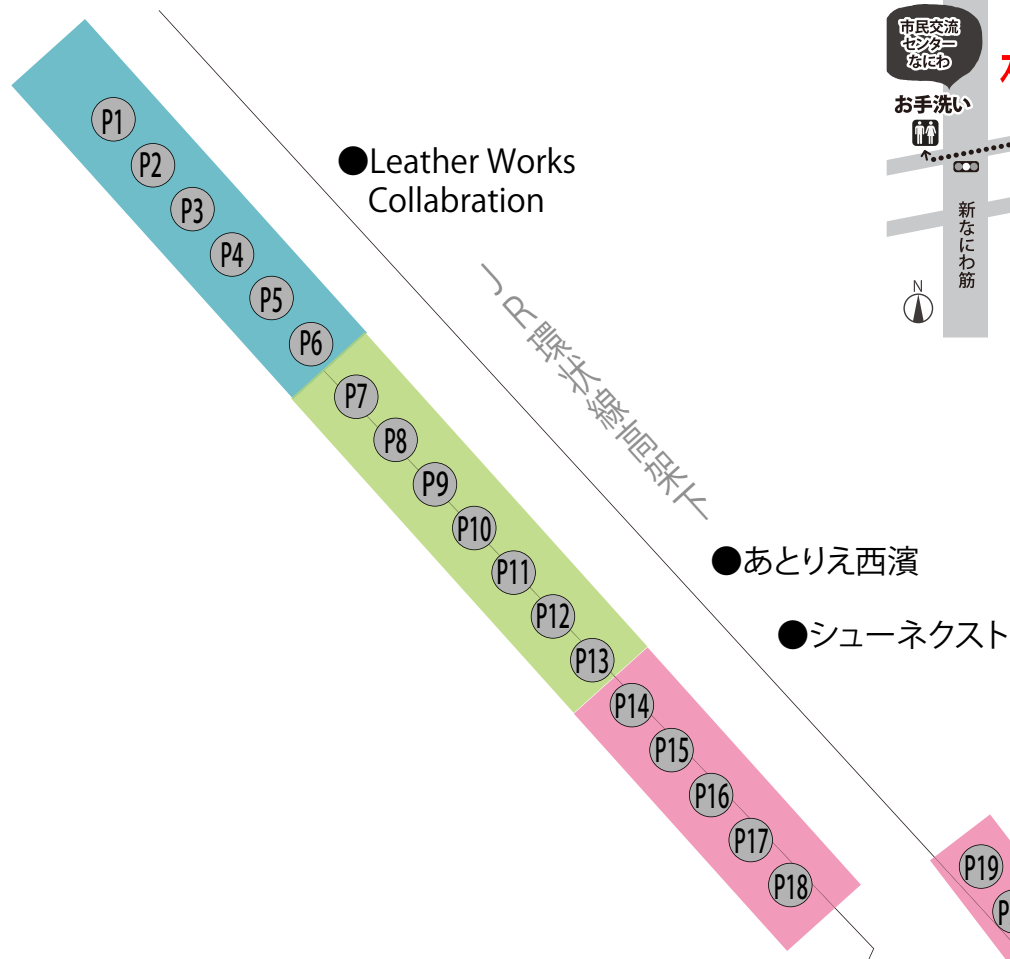 P1
P2
P3
P4
P5
P6
P7
P8
P9
P10
P11
P12
P13
P14
P15
P16
P17
P18
P19
●Leather Works
Collabration
JR環状線高架下
●あとりえ西濱
●シューネクスト
市民交流
センター
なにわ
お手洗い
新なにわ筋
N